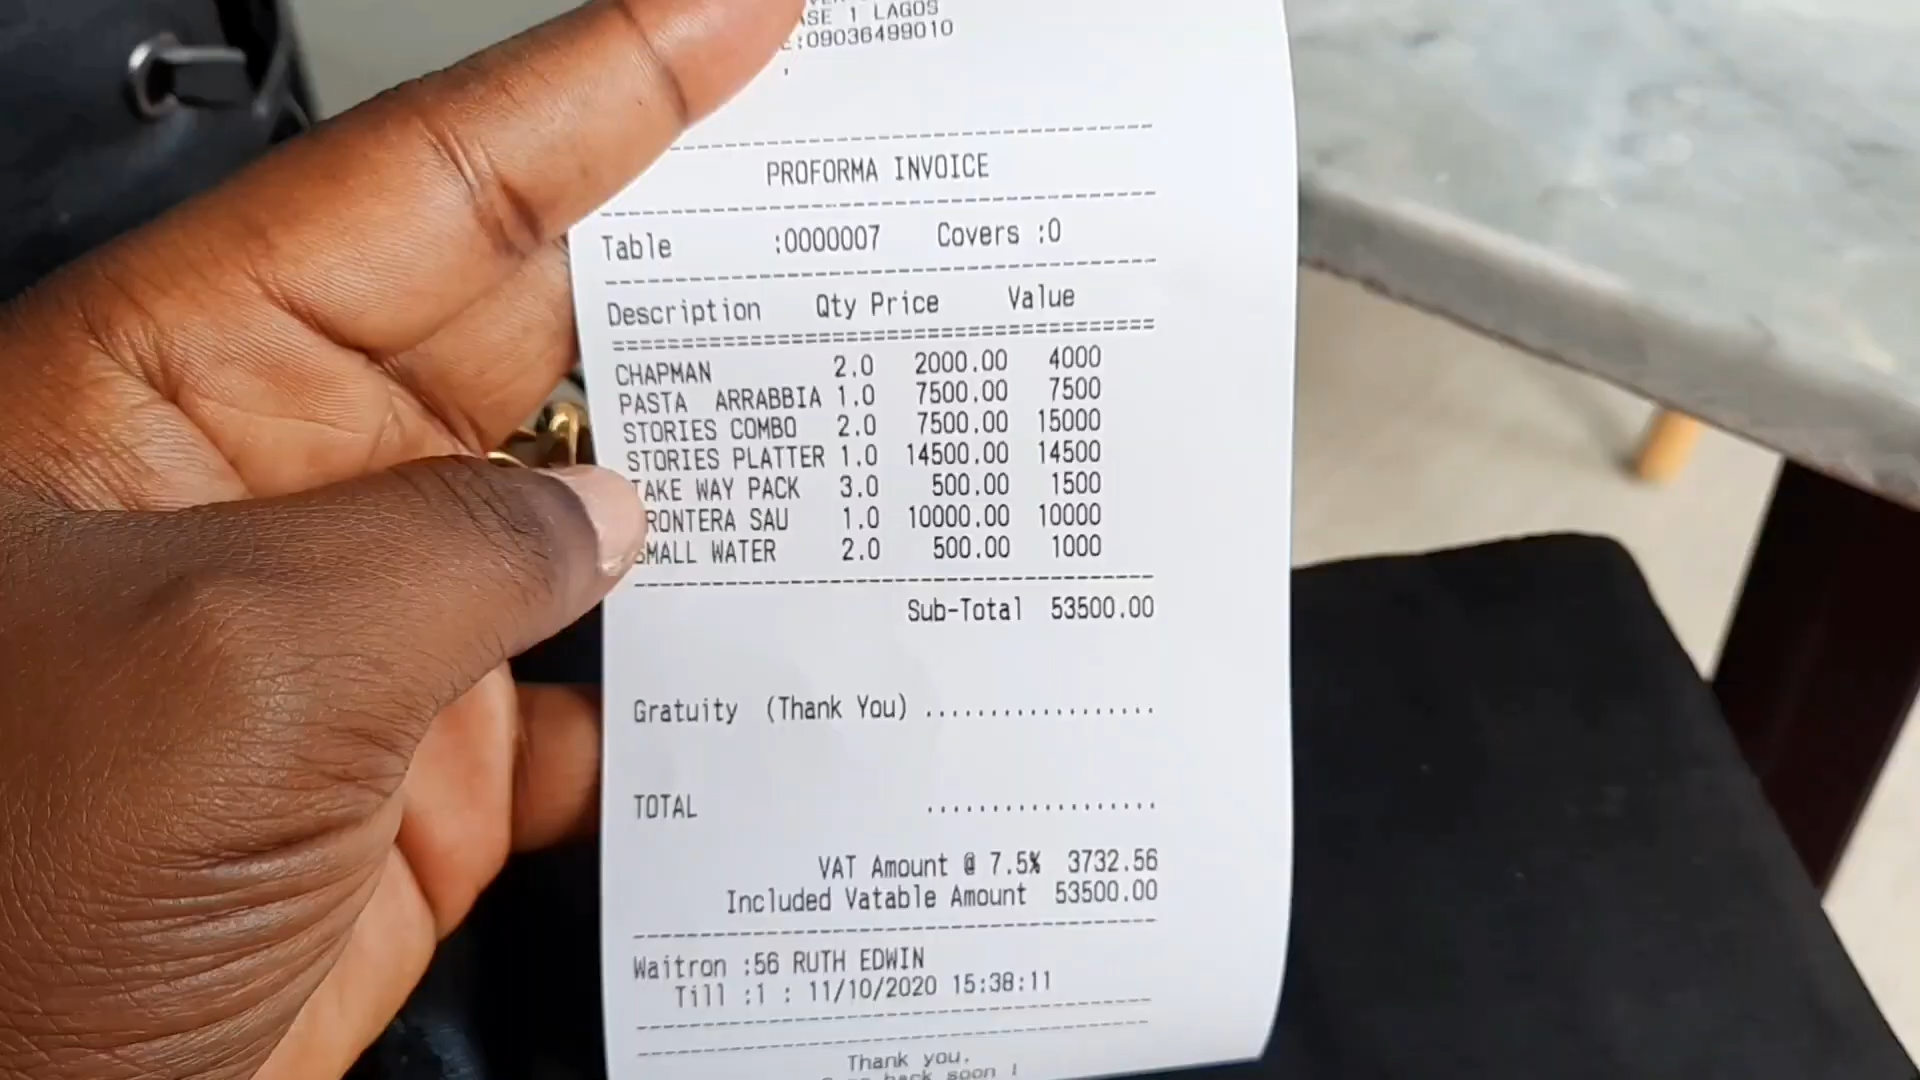 ASE 1 LAGOS
:09036499010
PROFORMA INVOICE
Table :0000007 Covers :0
Description Qty Price Value
CHAPMAN 2.0 2000.00 4000
PASTA ARRABBIA 1.0 7500.00 7500
STORIES COMBO 2.0 7500.00 15000
STORIES PLATTER 1.0 14500.00 14500
TAKE WAY PACK 3.0 500.00 1500
RONTERA SAU 1.0 10000.00 10000
SMALL WATER 2.0 500.00 1000
Sub-Total 53500.00
Gratuity (Thank You) ..................
TOTAL ..................
VAT Amount @ 7.5% 3732.56
Included Vatable Amount 53500.00
Waitron :56 RUTH EDWIN
Till :1 : 11/10/2020 15:38:11
Thank you.
back soon !